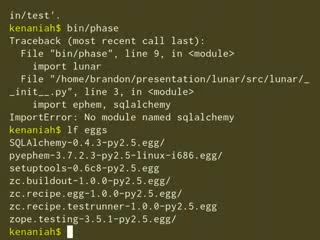 in/test'.
kenaniah$ bin/phase
Traceback (most recent call last):
  File "bin/phase", line 9, in <module>
    import lunar
  File "/home/brandon/presentation/lunar/src/lunar/_
_init__.py", line 3, in <module>
    import ephem, sqlalchemy
ImportError: No module named sqlalchemy
kenaniah$ lf eggs
SQLAlchemy-0.4.3-py2.5.egg/
pyephem-3.7.2.3-py2.5-linux-i686.egg/
setuptools-0.6c8-py2.5.egg
zc.buildout-1.0.0-py2.5.egg/
zc.recipe.egg-1.0.0-py2.5.egg/
zc.recipe.testrunner-1.0.0-py2.5.egg
zope.testing-3.5.1-py2.5.egg/
kenaniah$